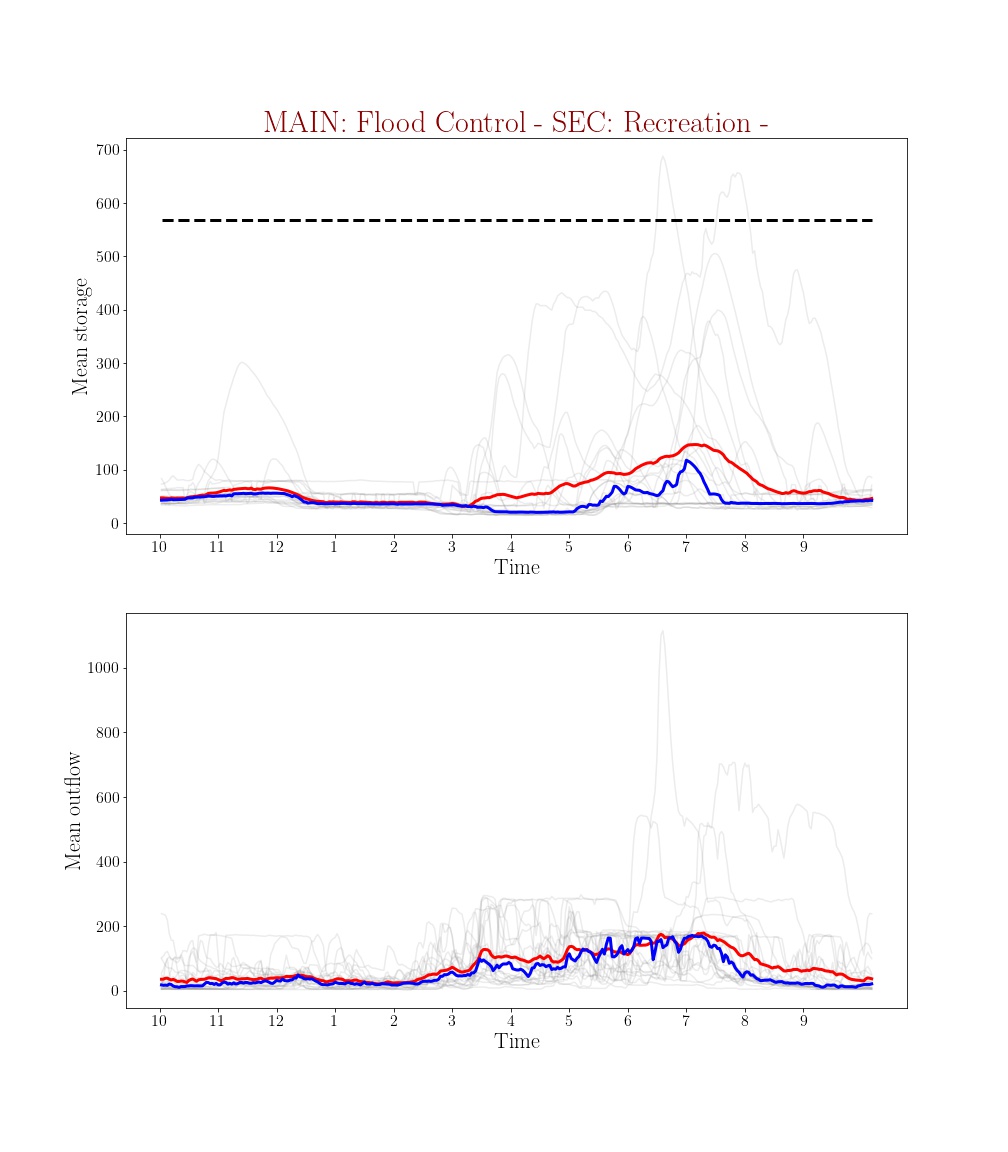 MAIN: Flood Control - SEC: Recreation -
Mean storage
700
600
500
400
300
200
100
0
10 11 12 1 2 3 4 5 6 7 8 9
Time
Mean outflow
1000
800
600
400
200
0
10 11 12 1 2 3 4 5 6 7 8 9
Time